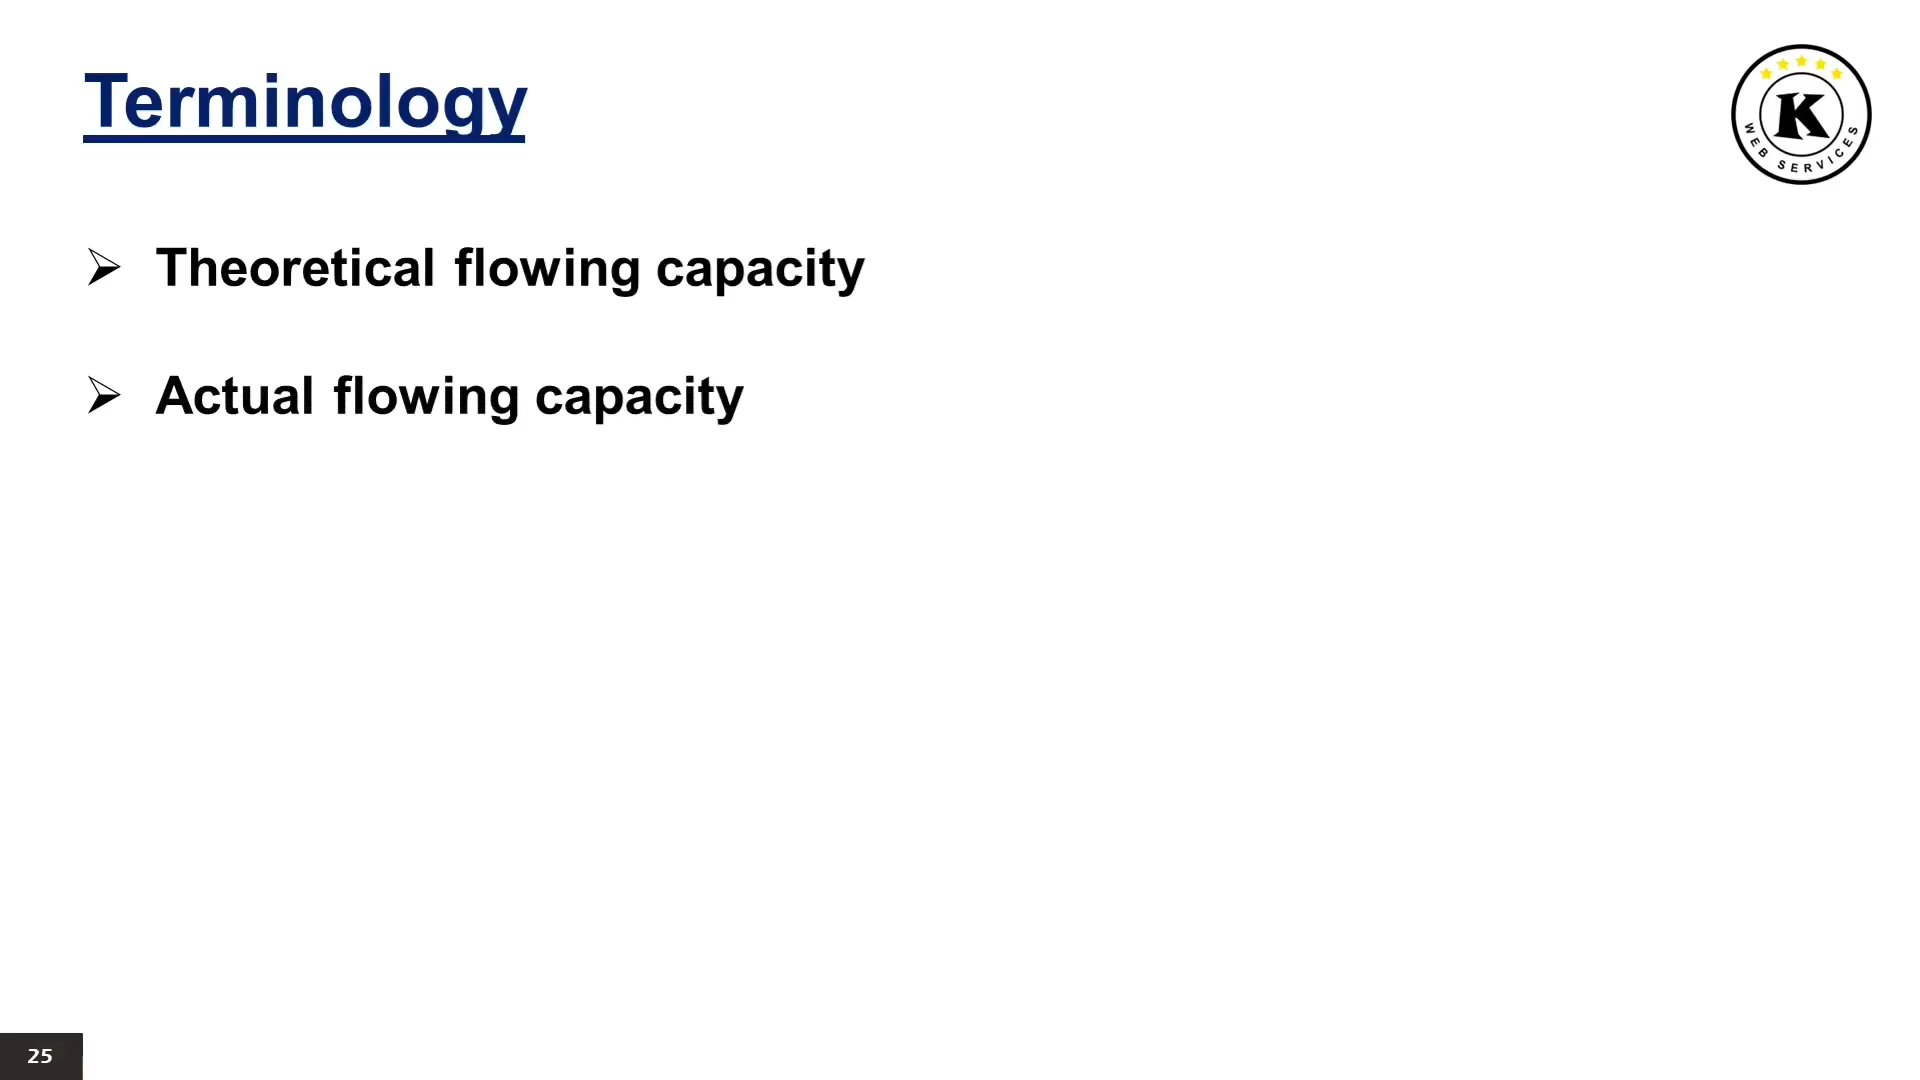 Terminology
K
WEB SERVICES
➢ Theoretical flowing capacity
➢ Actual flowing capacity
25